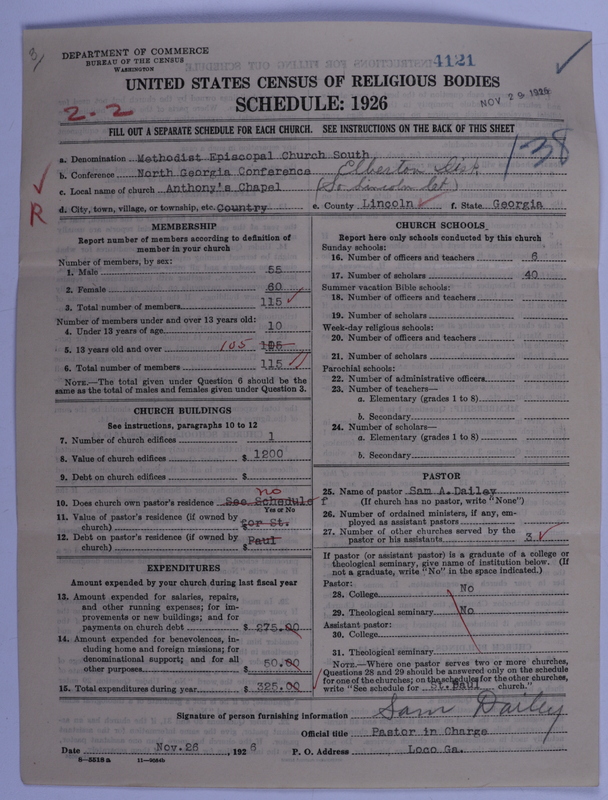 3/
DEPARTMENT OF COMMERCE
BUREAU OF THE CENSUS
WASHINGTON
4121
UNITED STATES CENSUS OF RELIGIOUS BODIES
2-2
SCHEDULE: 1926
NOV 29 1926
FILL OUT A SEPARATE SCHEDULE FOR EACH CHURCH. SEE INSTRUCTIONS ON THE BACK OF THIS SHEET
138
a. Denomination Methodist Episcopal Church South
b. Conference North Georgia Conference Elberton Dist
c. Local name of church Anthony's Chapel (So. Lincoln Ct.)
R
d. City, town, village, or township, etc. Country e. County Lincoln f. State Georgia
MEMBERSHIP
Report number of members according to definition of
member in your church
Number of members, by sex:
1. Male 55
2. Female 60
3. Total number of members 115
Number of members under and over 13 years old:
4. Under 13 years of age 10
5. 13 years old and over 105
6. Total number of members 115
NOTE.—The total given under Question 6 should be the
same as the total of males and females given under Question 3.
CHURCH BUILDINGS
See instructions, paragraphs 10 to 12
7. Number of church edifices 1
8. Value of church edifices $ 1200
9. Debt on church edifices $
no
10. Does church own pastor's residence See Schedule f
Yes or No
11. Value of pastor's residence (if owned by
church) $ for St.
12. Debt on pastor's residence (if owned by
church) $ Paul
EXPENDITURES
Amount expended by your church during last fiscal year
13. Amount expended for salaries, repairs,
and other running expenses; for im-
provements or new buildings; and for
payments on church debt $ 275.00
14. Amount expended for benevolences, in-
cluding home and foreign missions; for
denominational support; and for all
other purposes $ 50.00
15. Total expenditures during year $ 325.00
CHURCH SCHOOLS
Report here only schools conducted by this church
Sunday schools:
16. Number of officers and teachers 6
17. Number of scholars 40
Summer vacation Bible schools:
18. Number of officers and teachers
19. Number of scholars
Week-day religious schools:
20. Number of officers and teachers
21. Number of scholars
Parochial schools:
22. Number of administrative officers
23. Number of teachers—
a. Elementary (grades 1 to 8)
b. Secondary
24. Number of scholars—
a. Elementary (grades 1 to 8)
b. Secondary
PASTOR
25. Name of pastor Sam A. Dailey
(If church has no pastor, write "None")
26. Number of ordained ministers, if any, em-
ployed as assistant pastors
27. Number of other churches served by the
pastor or his assistants 3
If pastor (or assistant pastor) is a graduate of a college or
theological seminary, give name of institution below. (If
not a graduate, write "No" in the space indicated.)
Pastor:
28. College No
29. Theological seminary No
Assistant pastor:
30. College
31. Theological seminary
NOTE.—Where one pastor serves two or more churches,
Questions 28 and 29 should be answered only on the schedule
for one of the churches; on the schedules for the other churches,
write "See schedule for St. Paul church."
Signature of person furnishing information Sam Dailey
Official title Pastor in Charge
Date Nov. 26, 1926 P. O. Address Loco Ga.
8—5518a 11—9064b